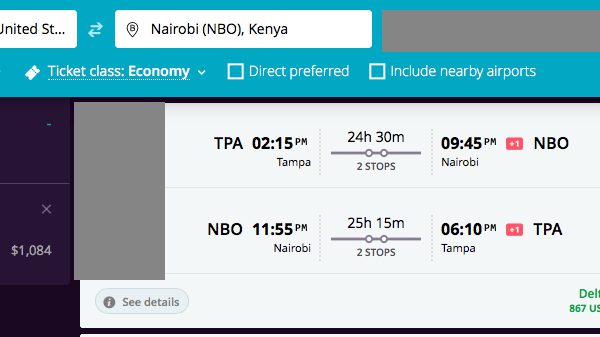 United St...
Nairobi (NBO), Kenya
Ticket class: Economy
Direct preferred
Include nearby airports
-
TPA 02:15 PM
24h 30m
09:45 PM +1 NBO
Tampa
2 STOPS
Nairobi
$1,084
NBO 11:55 PM
25h 15m
06:10 PM +1 TPA
Nairobi
2 STOPS
Tampa
See details
867